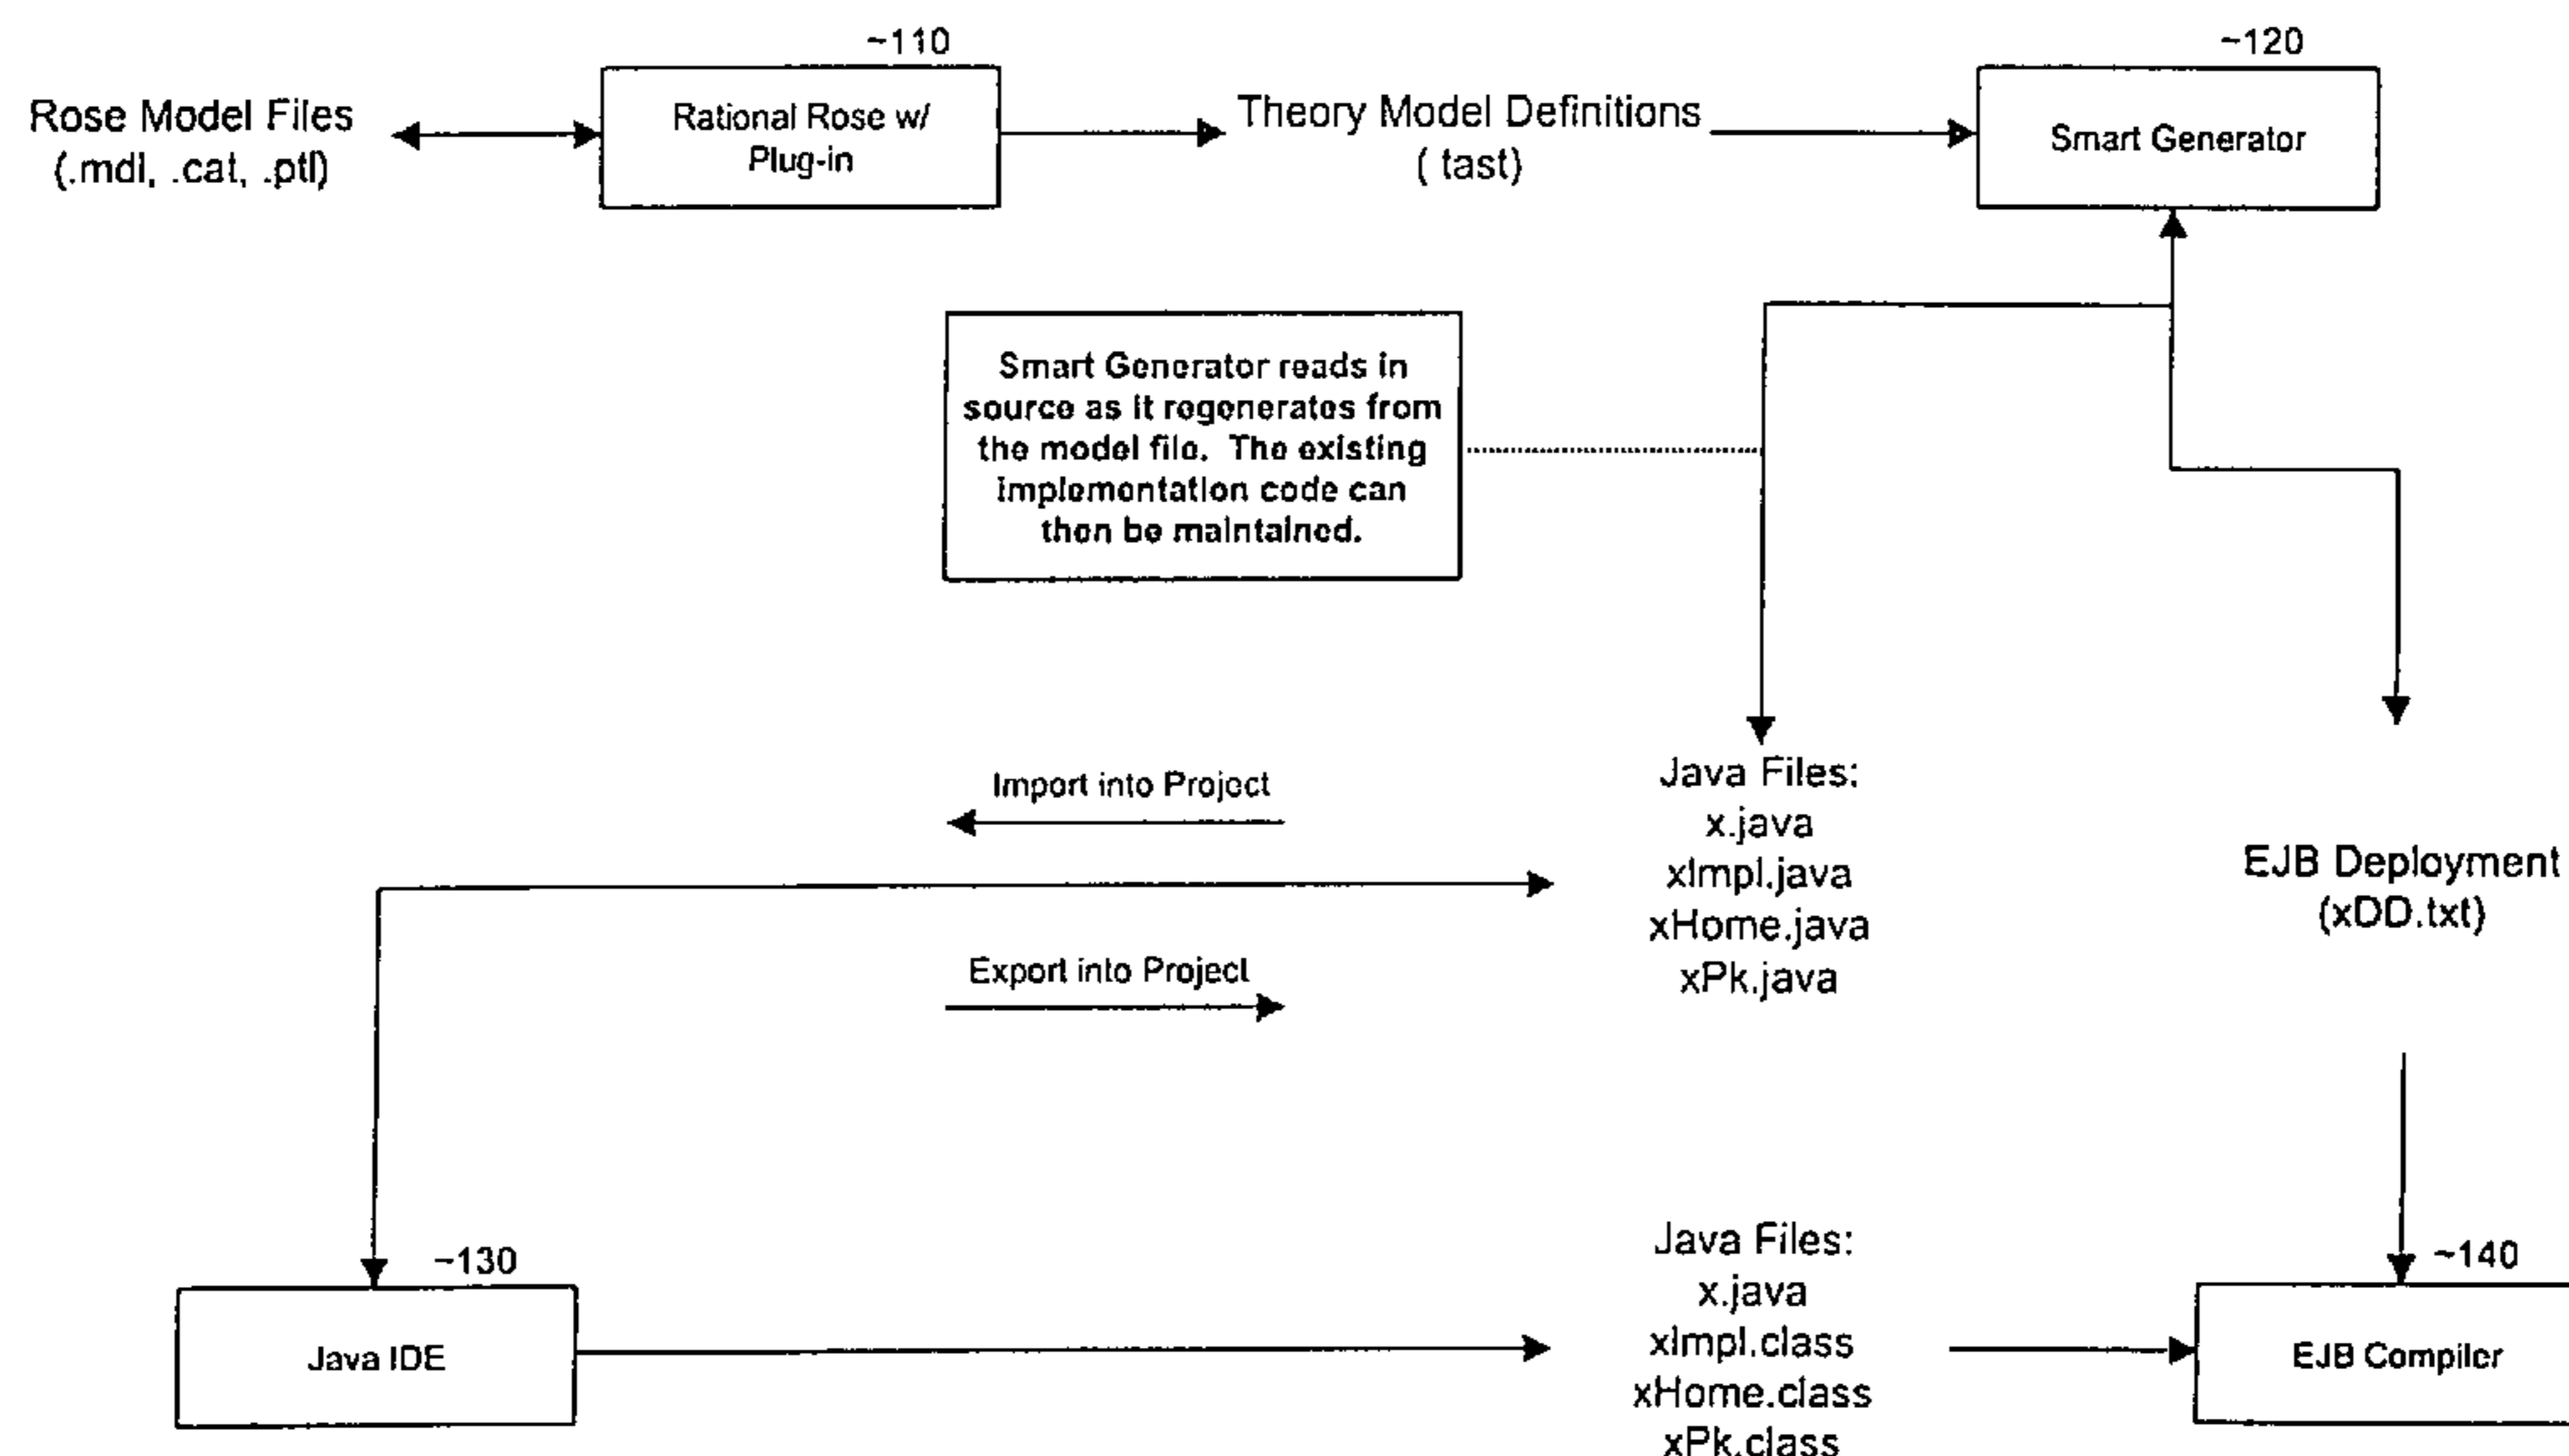 ~110
~120
Rose Model Files
(.mdl, .cat, .ptl)
Rational Rose w/
Plug-in
Theory Model Definitions
( tast)
Smart Generator
Smart Generator reads in
source as it regenerates from
the model file. The existing
implementation code can
then be maintained.
Import into Project
Export into Project
Java Files:
x.java
xImpl.java
xHome.java
xPk.java
EJB Deployment
(xDD.txt)
~130
Java IDE
Java Files:
x.java
xImpl.class
xHome.class
xPk.class
~140
EJB Compiler